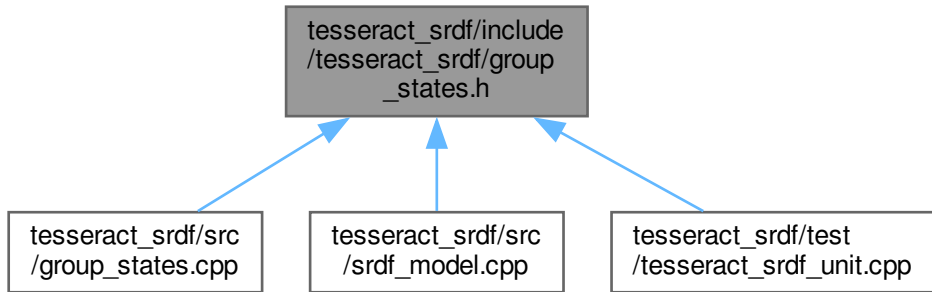 tesseract_srdf/include
/tesseract_srdf/group
_states.h
tesseract_srdf/src
/group_states.cpp
tesseract_srdf/src
/srdf_model.cpp
tesseract_srdf/test
/tesseract_srdf_unit.cpp